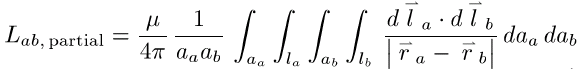 L_{ab, partial} = \frac{\mu}{4\pi} \frac{1}{a_a a_b} \int_{a_a} \int_{l_a} \int_{a_b} \int_{l_b} \frac{d\vec{l}_a \cdot d\vec{l}_b}{|\vec{r}_a - \vec{r}_b|} da_a da_b